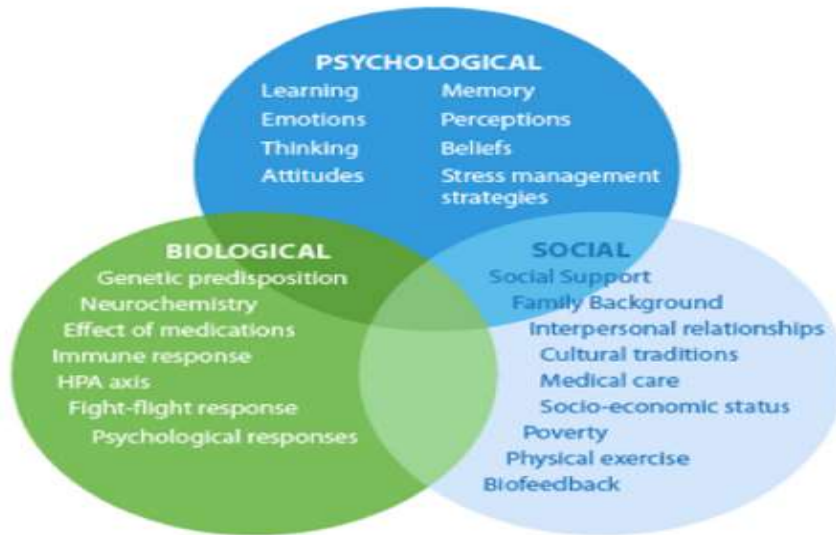 PSYCHOLOGICAL
Learning Memory
Emotions Perceptions
Thinking Beliefs
Attitudes Stress management
strategies
BIOLOGICAL
Genetic predisposition
Neurochemistry
Effect of medications
Immune response
HPA axis
Fight-flight response
Psychological responses
SOCIAL
Social Support
Family Background
Interpersonal relationships
Cultural traditions
Medical care
Socio-economic status
Poverty
Physical exercise
Biofeedback